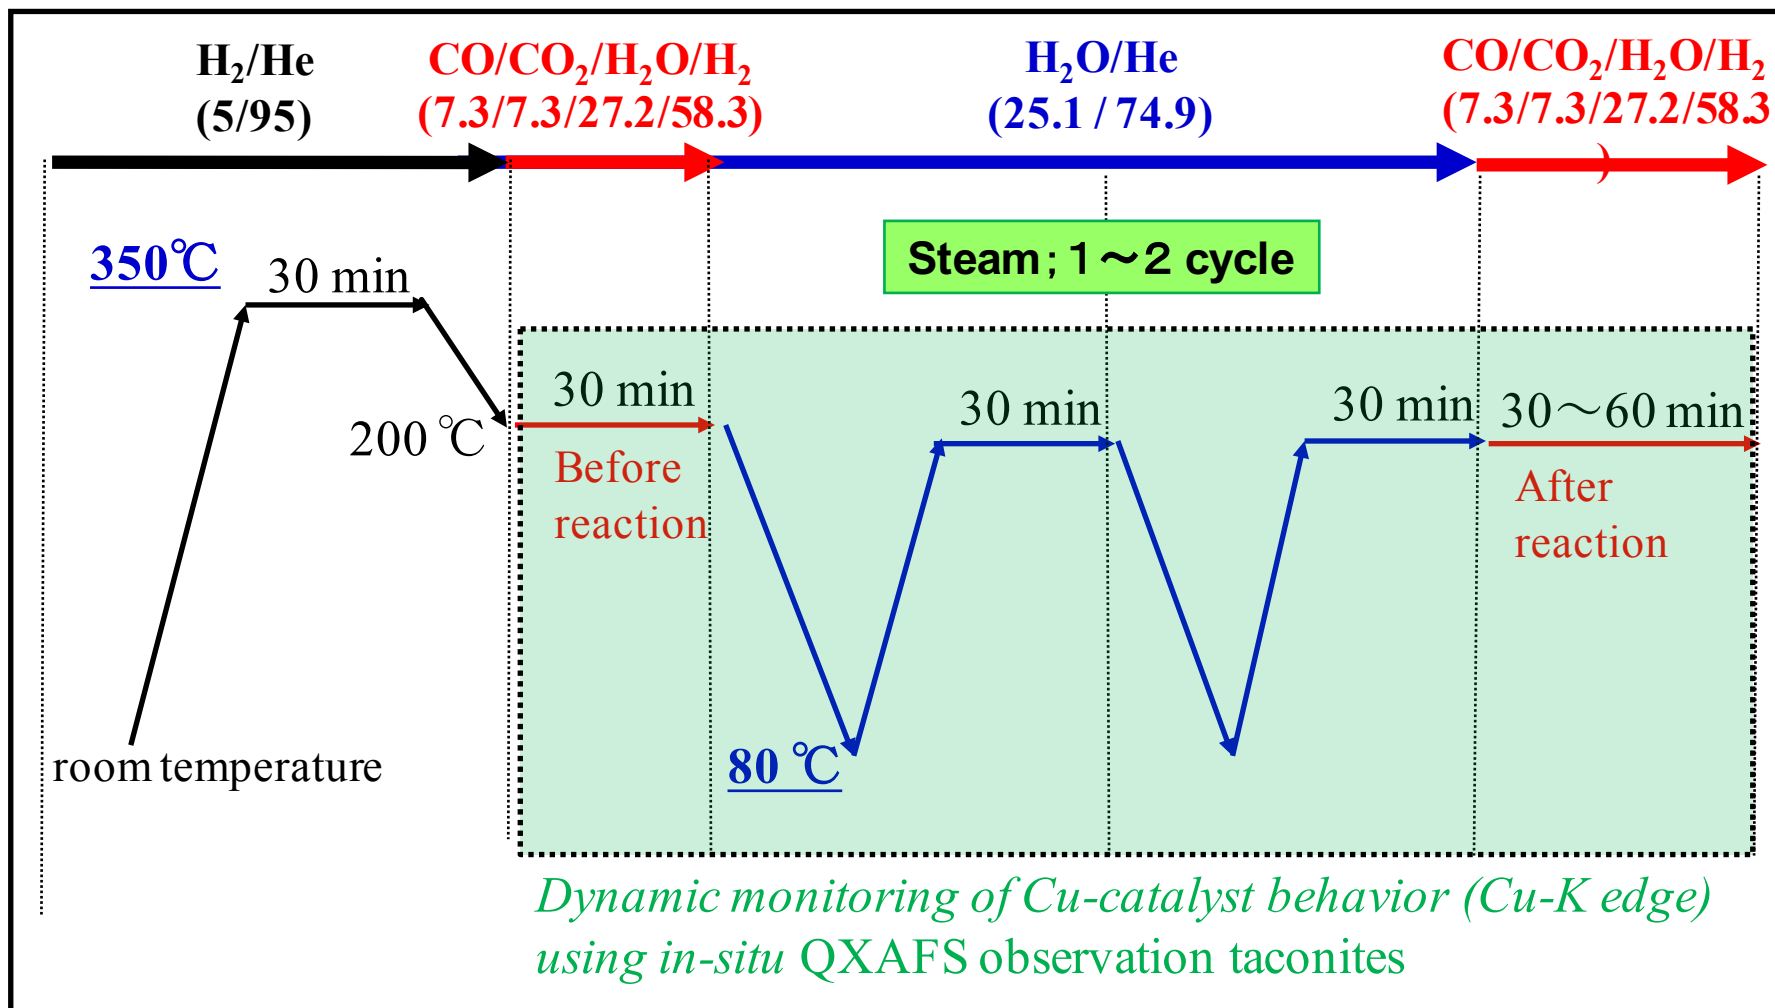 H₂/He
(5/95)
CO/CO₂/H₂O/H₂
(7.3/7.3/27.2/58.3)
H₂O/He
(25.1 / 74.9)
CO/CO₂/H₂O/H₂
(7.3/7.3/27.2/58.3
)
Steam; 1～2 cycle
350℃
30 min
200 ℃
room temperature
30 min
Before
reaction
80 ℃
30 min
30 min
30～60 min
After
reaction
Dynamic monitoring of Cu-catalyst behavior (Cu-K edge)
using in-situ QXAFS observation taconites